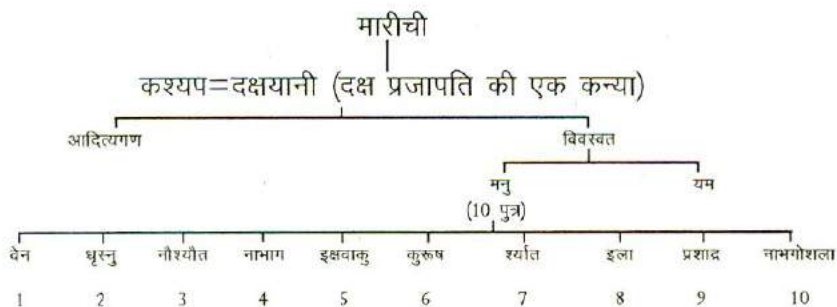 मारीची
कश्यप=दक्षयानी (दक्ष प्रजापति की एक कन्या)
आदित्यगण विवस्वत
मनु यम
(10 पुत्र)
वेन धृस्नु नौश्यौत नाभाग इक्षवाकु कुरूष र्श्यात इला प्रशाद्र नाभगोशला
1 2 3 4 5 6 7 8 9 10